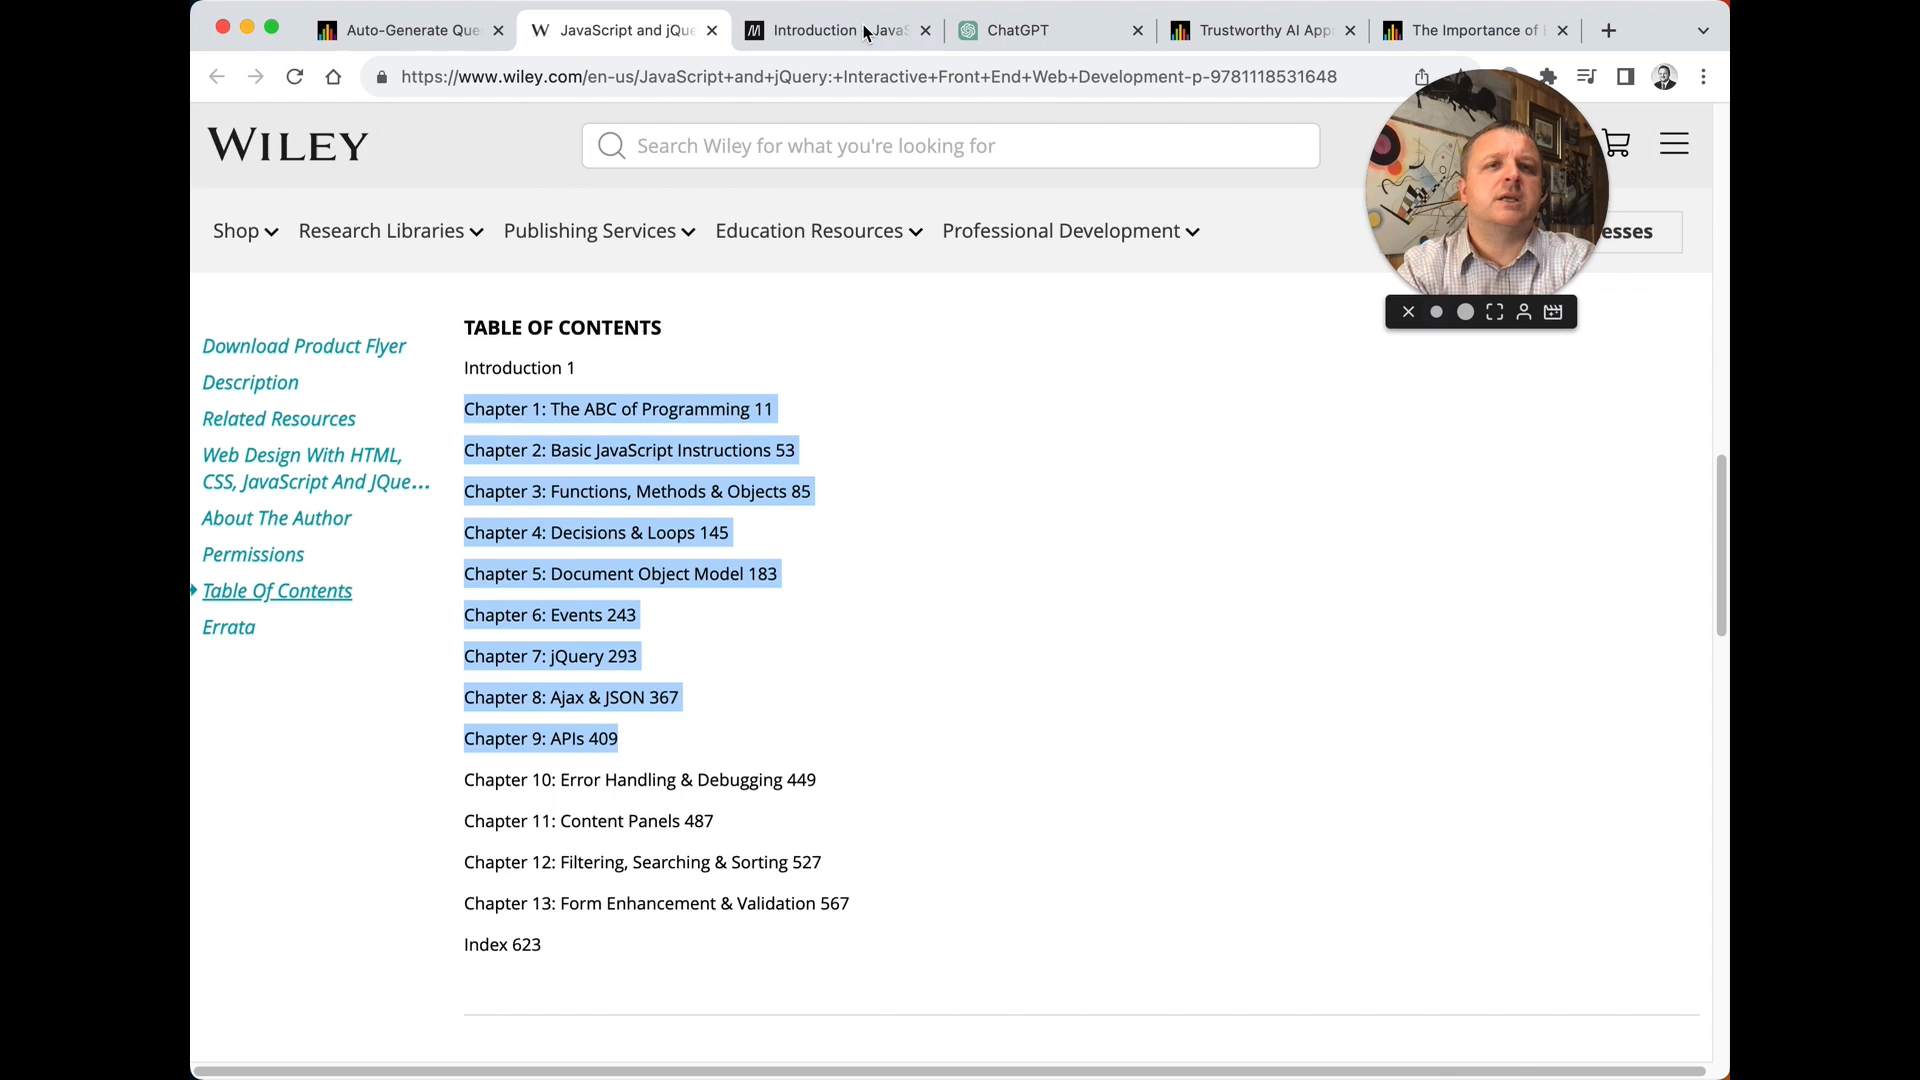 Auto-Generate Que
JavaScript and jQue
Introduction - JavaS
ChatGPT
Trustworthy AI App
The Importance of
https://www.wiley.com/en-us/JavaScript+and+jQuery:+Interactive+Front+End+Web+Development-p-9781118531648
WILEY
Search Wiley for what you're looking for
Shop
Research Libraries
Publishing Services
Education Resources
Professional Development
esses
Download Product Flyer
Description
Related Resources
Web Design With HTML,
CSS, JavaScript And JQue...
About The Author
Permissions
Table Of Contents
Errata
TABLE OF CONTENTS
Introduction 1
Chapter 1: The ABC of Programming 11
Chapter 2: Basic JavaScript Instructions 53
Chapter 3: Functions, Methods & Objects 85
Chapter 4: Decisions & Loops 145
Chapter 5: Document Object Model 183
Chapter 6: Events 243
Chapter 7: jQuery 293
Chapter 8: Ajax & JSON 367
Chapter 9: APIs 409
Chapter 10: Error Handling & Debugging 449
Chapter 11: Content Panels 487
Chapter 12: Filtering, Searching & Sorting 527
Chapter 13: Form Enhancement & Validation 567
Index 623